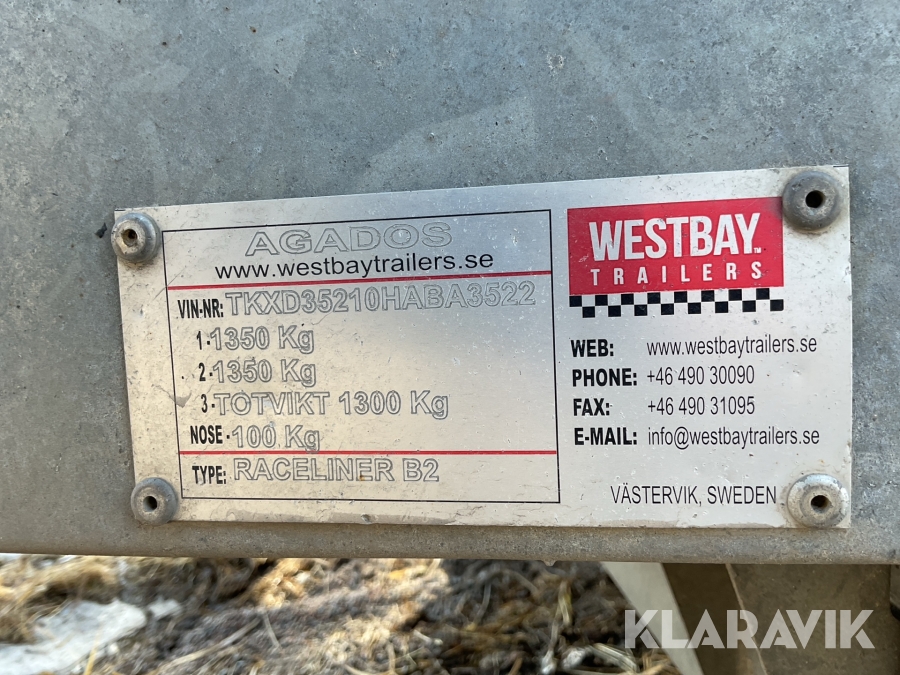 AGADOS
www.westbaytrailers.se
VIN-NR: TKXD35210HABA3522
1-1350 Kg
2-1350 Kg
3-TOTVIKT 1300 Kg
NOSE-100 Kg
TYPE: RACELINER B2
WESTBAY™
TRAILERS
WEB: www.westbaytrailers.se
PHONE: +46 490 30090
FAX: +46 490 31095
E-MAIL: info@westbaytrailers.se
VÄSTERVIK, SWEDEN
KLARAVIK